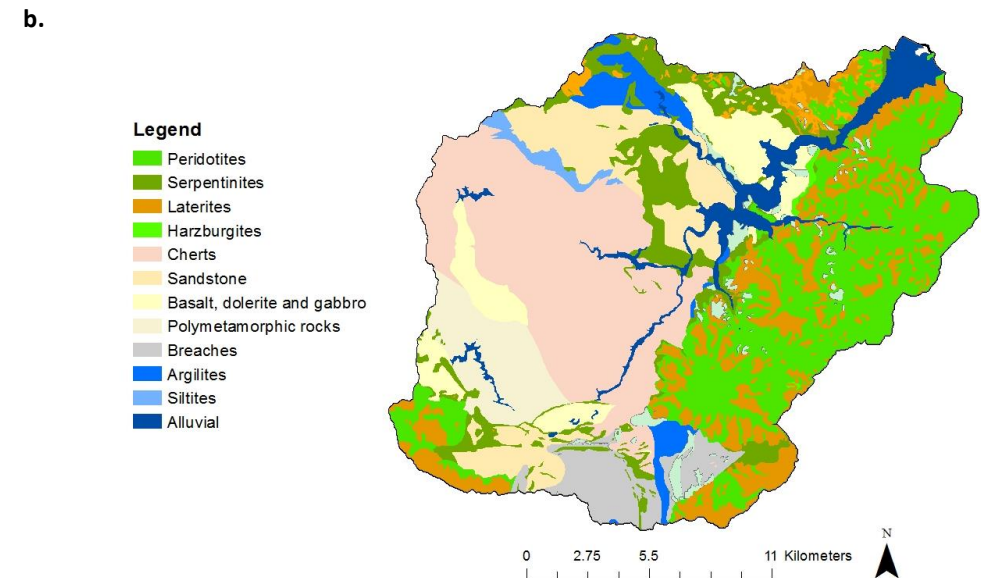 b.
Legend
Peridotites
Serpentinites
Laterites
Harzburgites
Cherts
Sandstone
Basalt, dolerite and gabbro
Polymetamorphic rocks
Breaches
Argilites
Siltites
Alluvial
N
0 2.75 5.5 11 Kilometers